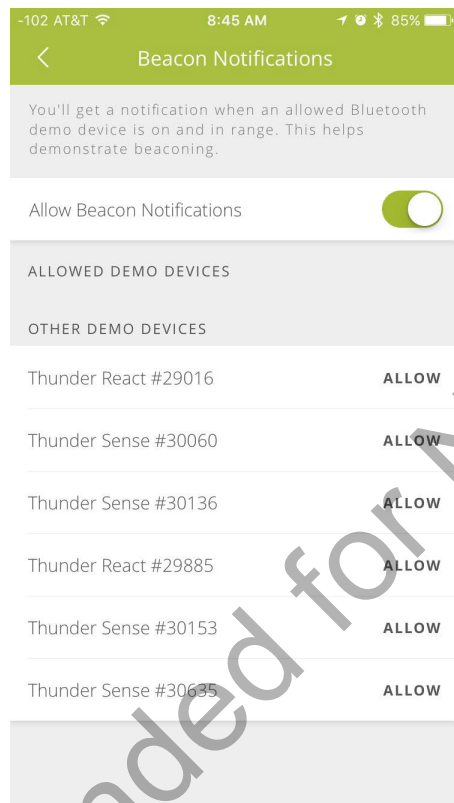 -102 AT&T 8:45 AM 85%
Beacon Notifications
You'll get a notification when an allowed Bluetooth
demo device is on and in range. This helps
demonstrate beaconing.
Allow Beacon Notifications
ALLOWED DEMO DEVICES
OTHER DEMO DEVICES
Thunder React #29016 ALLOW
Thunder Sense #30060 ALLOW
Thunder Sense #30136 ALLOW
Thunder React #29885 ALLOW
Thunder Sense #30153 ALLOW
Thunder Sense #30635 ALLOW
nded for